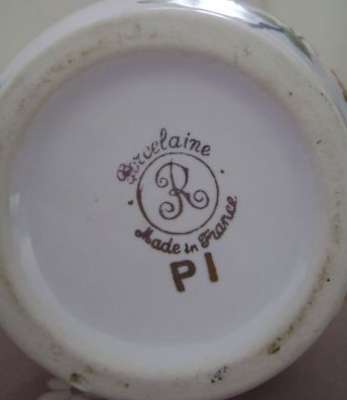 Porcelaine
R
Made in France
P1